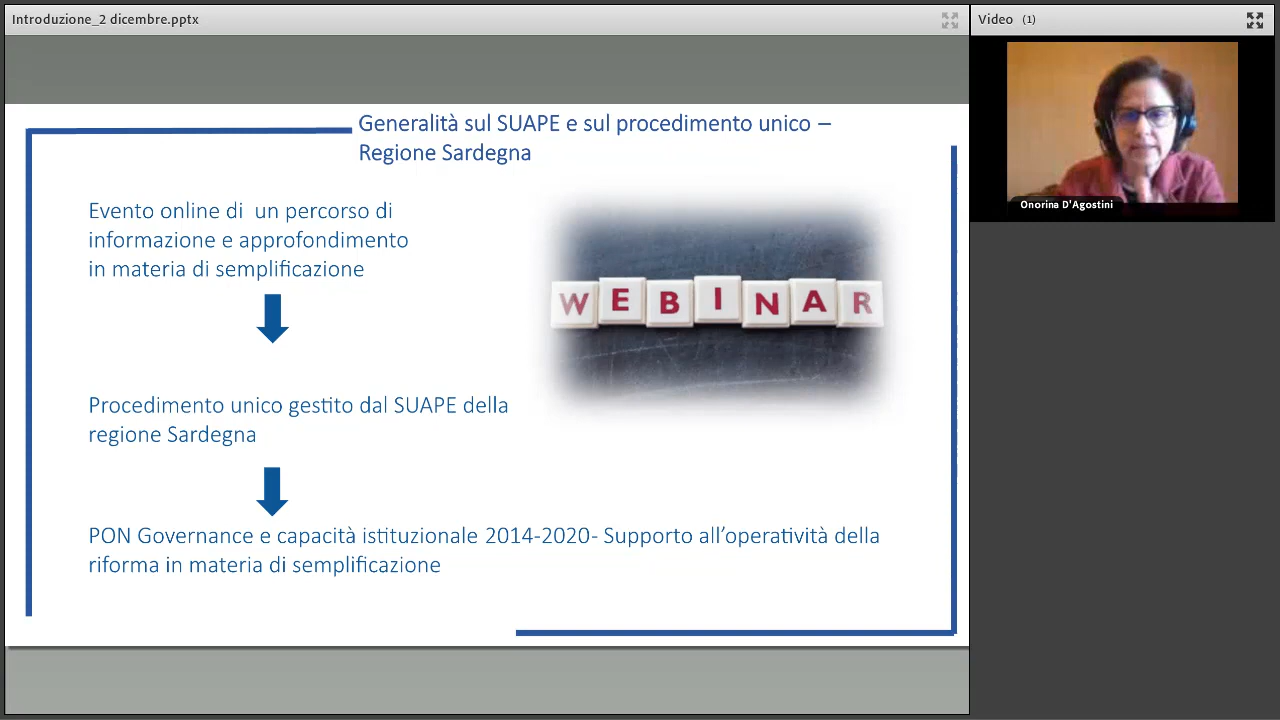 Introduzione_2 dicembre.pptx
Video (1)
Onorina D'Agostini
Generalità sul SUAPE e sul procedimento unico –
Regione Sardegna
Evento online di  un percorso di
informazione e approfondimento
in materia di semplificazione
WEBINAR
Procedimento unico gestito dal SUAPE della
regione Sardegna
PON Governance e capacità istituzionale 2014-2020- Supporto all’operatività della
riforma in materia di semplificazione